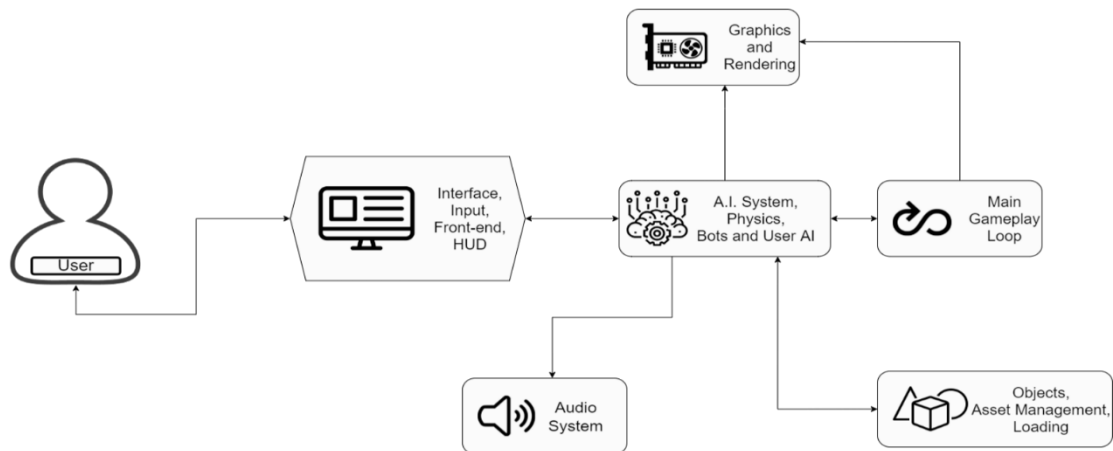 Graphics
and
Rendering
User
Interface,
Input,
Front-end,
HUD
A.I. System,
Physics,
Bots and User AI
Main
Gameplay
Loop
Audio
System
Objects,
Asset Management,
Loading